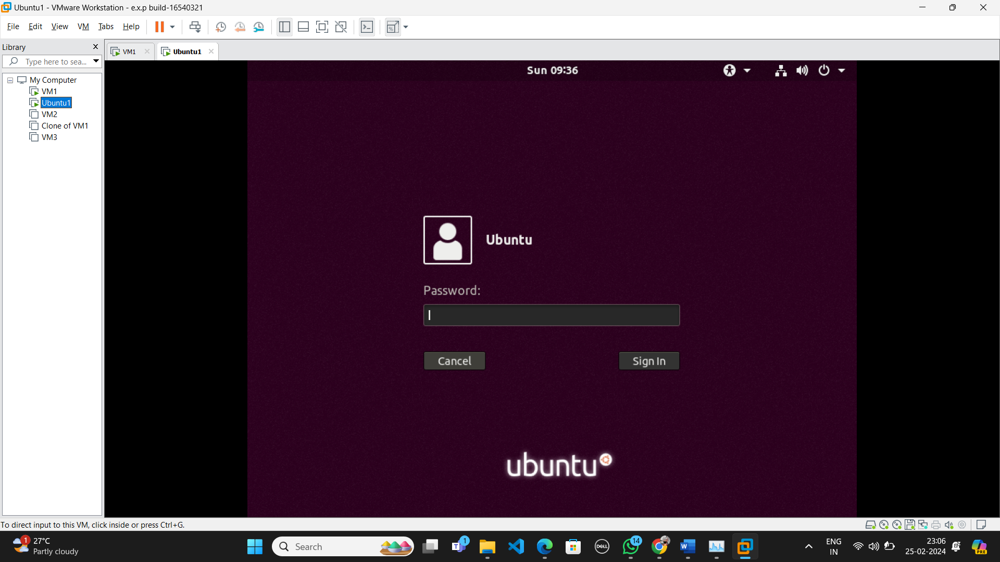 Ubuntu1 - VMware Workstation - e.x.p build-16540321
File Edit View VM Tabs Help
Library
Type here to sea...
My Computer
VM1
Ubuntu1
VM2
Clone of VM1
VM3
VM1
Ubuntu1
Sun 09:36
Ubuntu
Password:
Cancel
Sign In
ubuntu
To direct input to this VM, click inside or press Ctrl+G.
1
27°C
Partly cloudy
Search
1
DELL
14
W
ENG
IN
23:06
25-02-2024
PRE